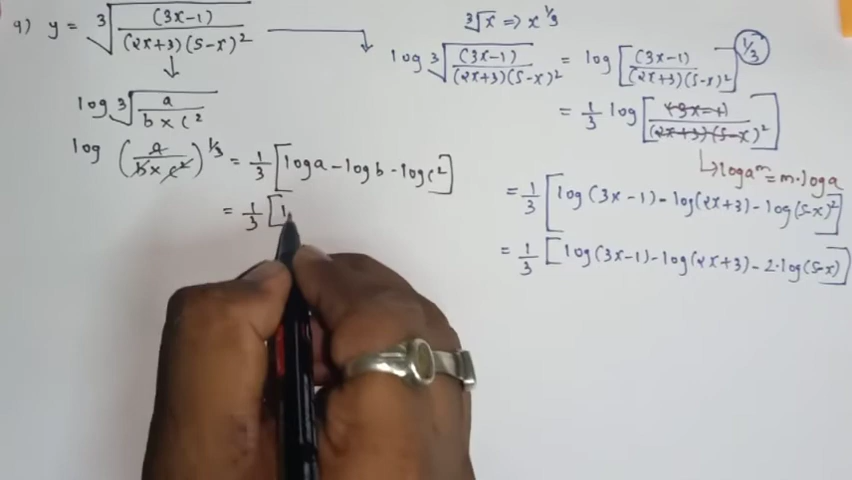 9) y = ∛((3x-1)/((2x+3)(5-x)²))
log ∛(a/(b×c²))
log (a/(b×c²))^1/3 = 1/3 [log a - log b - log c²]
= 1/3 [l
∛x ⇒ x^1/3
log ∛((3x-1)/((2x+3)(5-x)²)) = log [(3x-1)/((2x+3)(5-x)²)]^1/3
= 1/3 log [(3x-1)/((2x+3)(5-x)²)]
↳ log a^m = m·log a
= 1/3 [log(3x-1) - log(2x+3) - log(5-x)²]
= 1/3 [log(3x-1) - log(2x+3) - 2·log(5-x)]